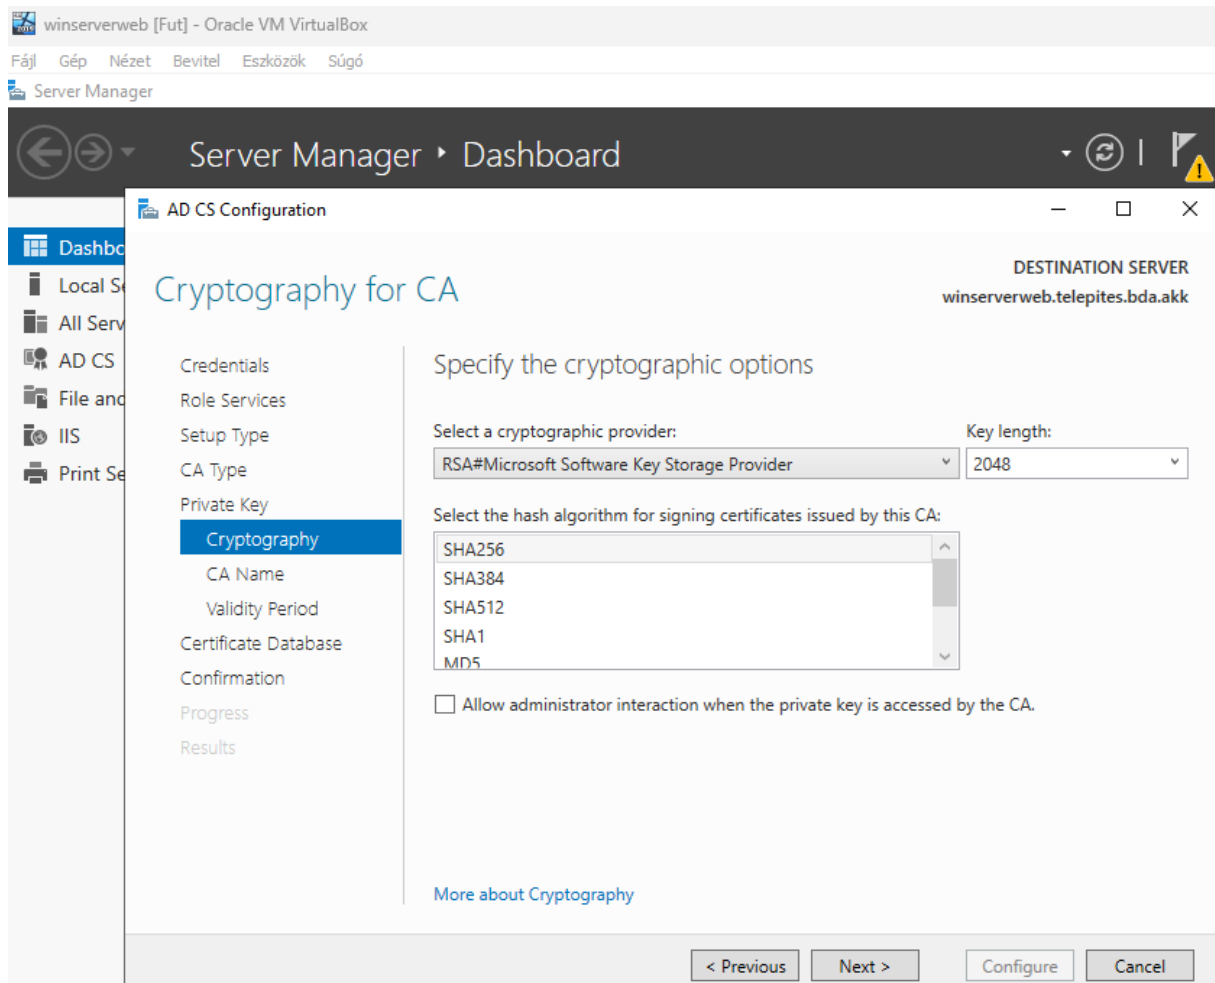 winserverweb [Fut] - Oracle VM VirtualBox
Fájl Gép Nézet Bevitel Eszközök Súgó
Server Manager
Server Manager Dashboard
AD CS Configuration
Dashbo
Local Se
All Serv
AD CS
File and
IIS
Print Se
Cryptography for CA
DESTINATION SERVER
winserverweb.telepites.bda.akk
Credentials
Role Services
Setup Type
CA Type
Private Key
Cryptography
CA Name
Validity Period
Certificate Database
Confirmation
Progress
Results
Specify the cryptographic options
Select a cryptographic provider: Key length:
RSA#Microsoft Software Key Storage Provider 2048
Select the hash algorithm for signing certificates issued by this CA:
SHA256
SHA384
SHA512
SHA1
MD5
Allow administrator interaction when the private key is accessed by the CA.
More about Cryptography
< Previous Next > Configure Cancel